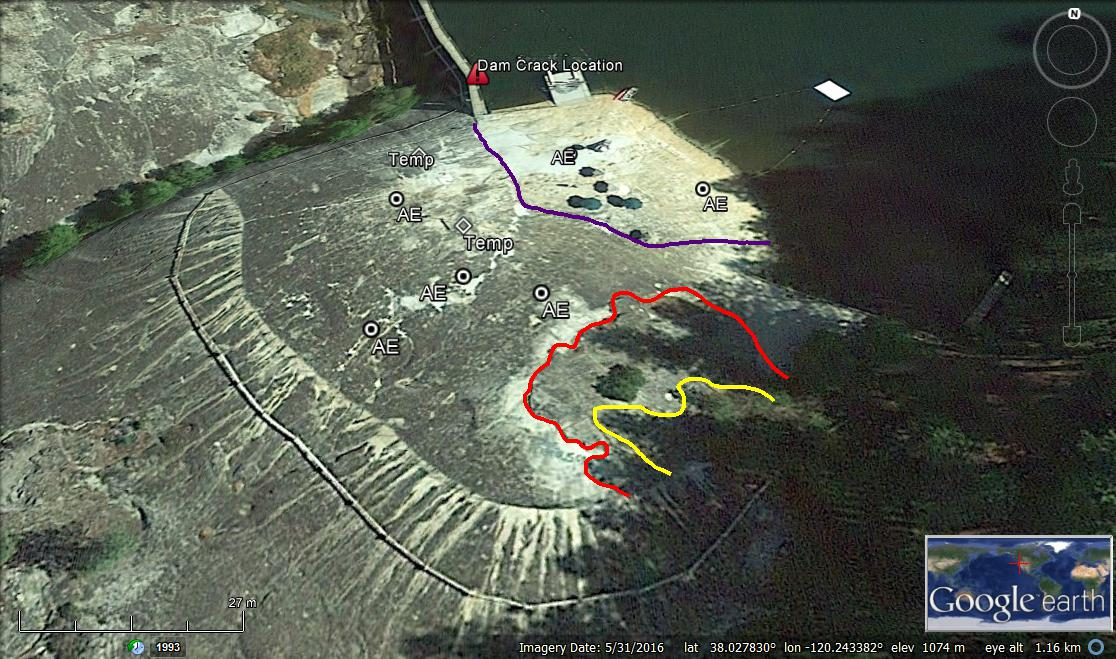 N
Dam Crack Location
Temp
AE
AE
AE
Temp
AE
AE
AE
27 m
Google earth
1993
Imagery Date: 5/31/2016 lat 38.027830° lon -120.243382° elev 1074 m eye alt 1.16 km